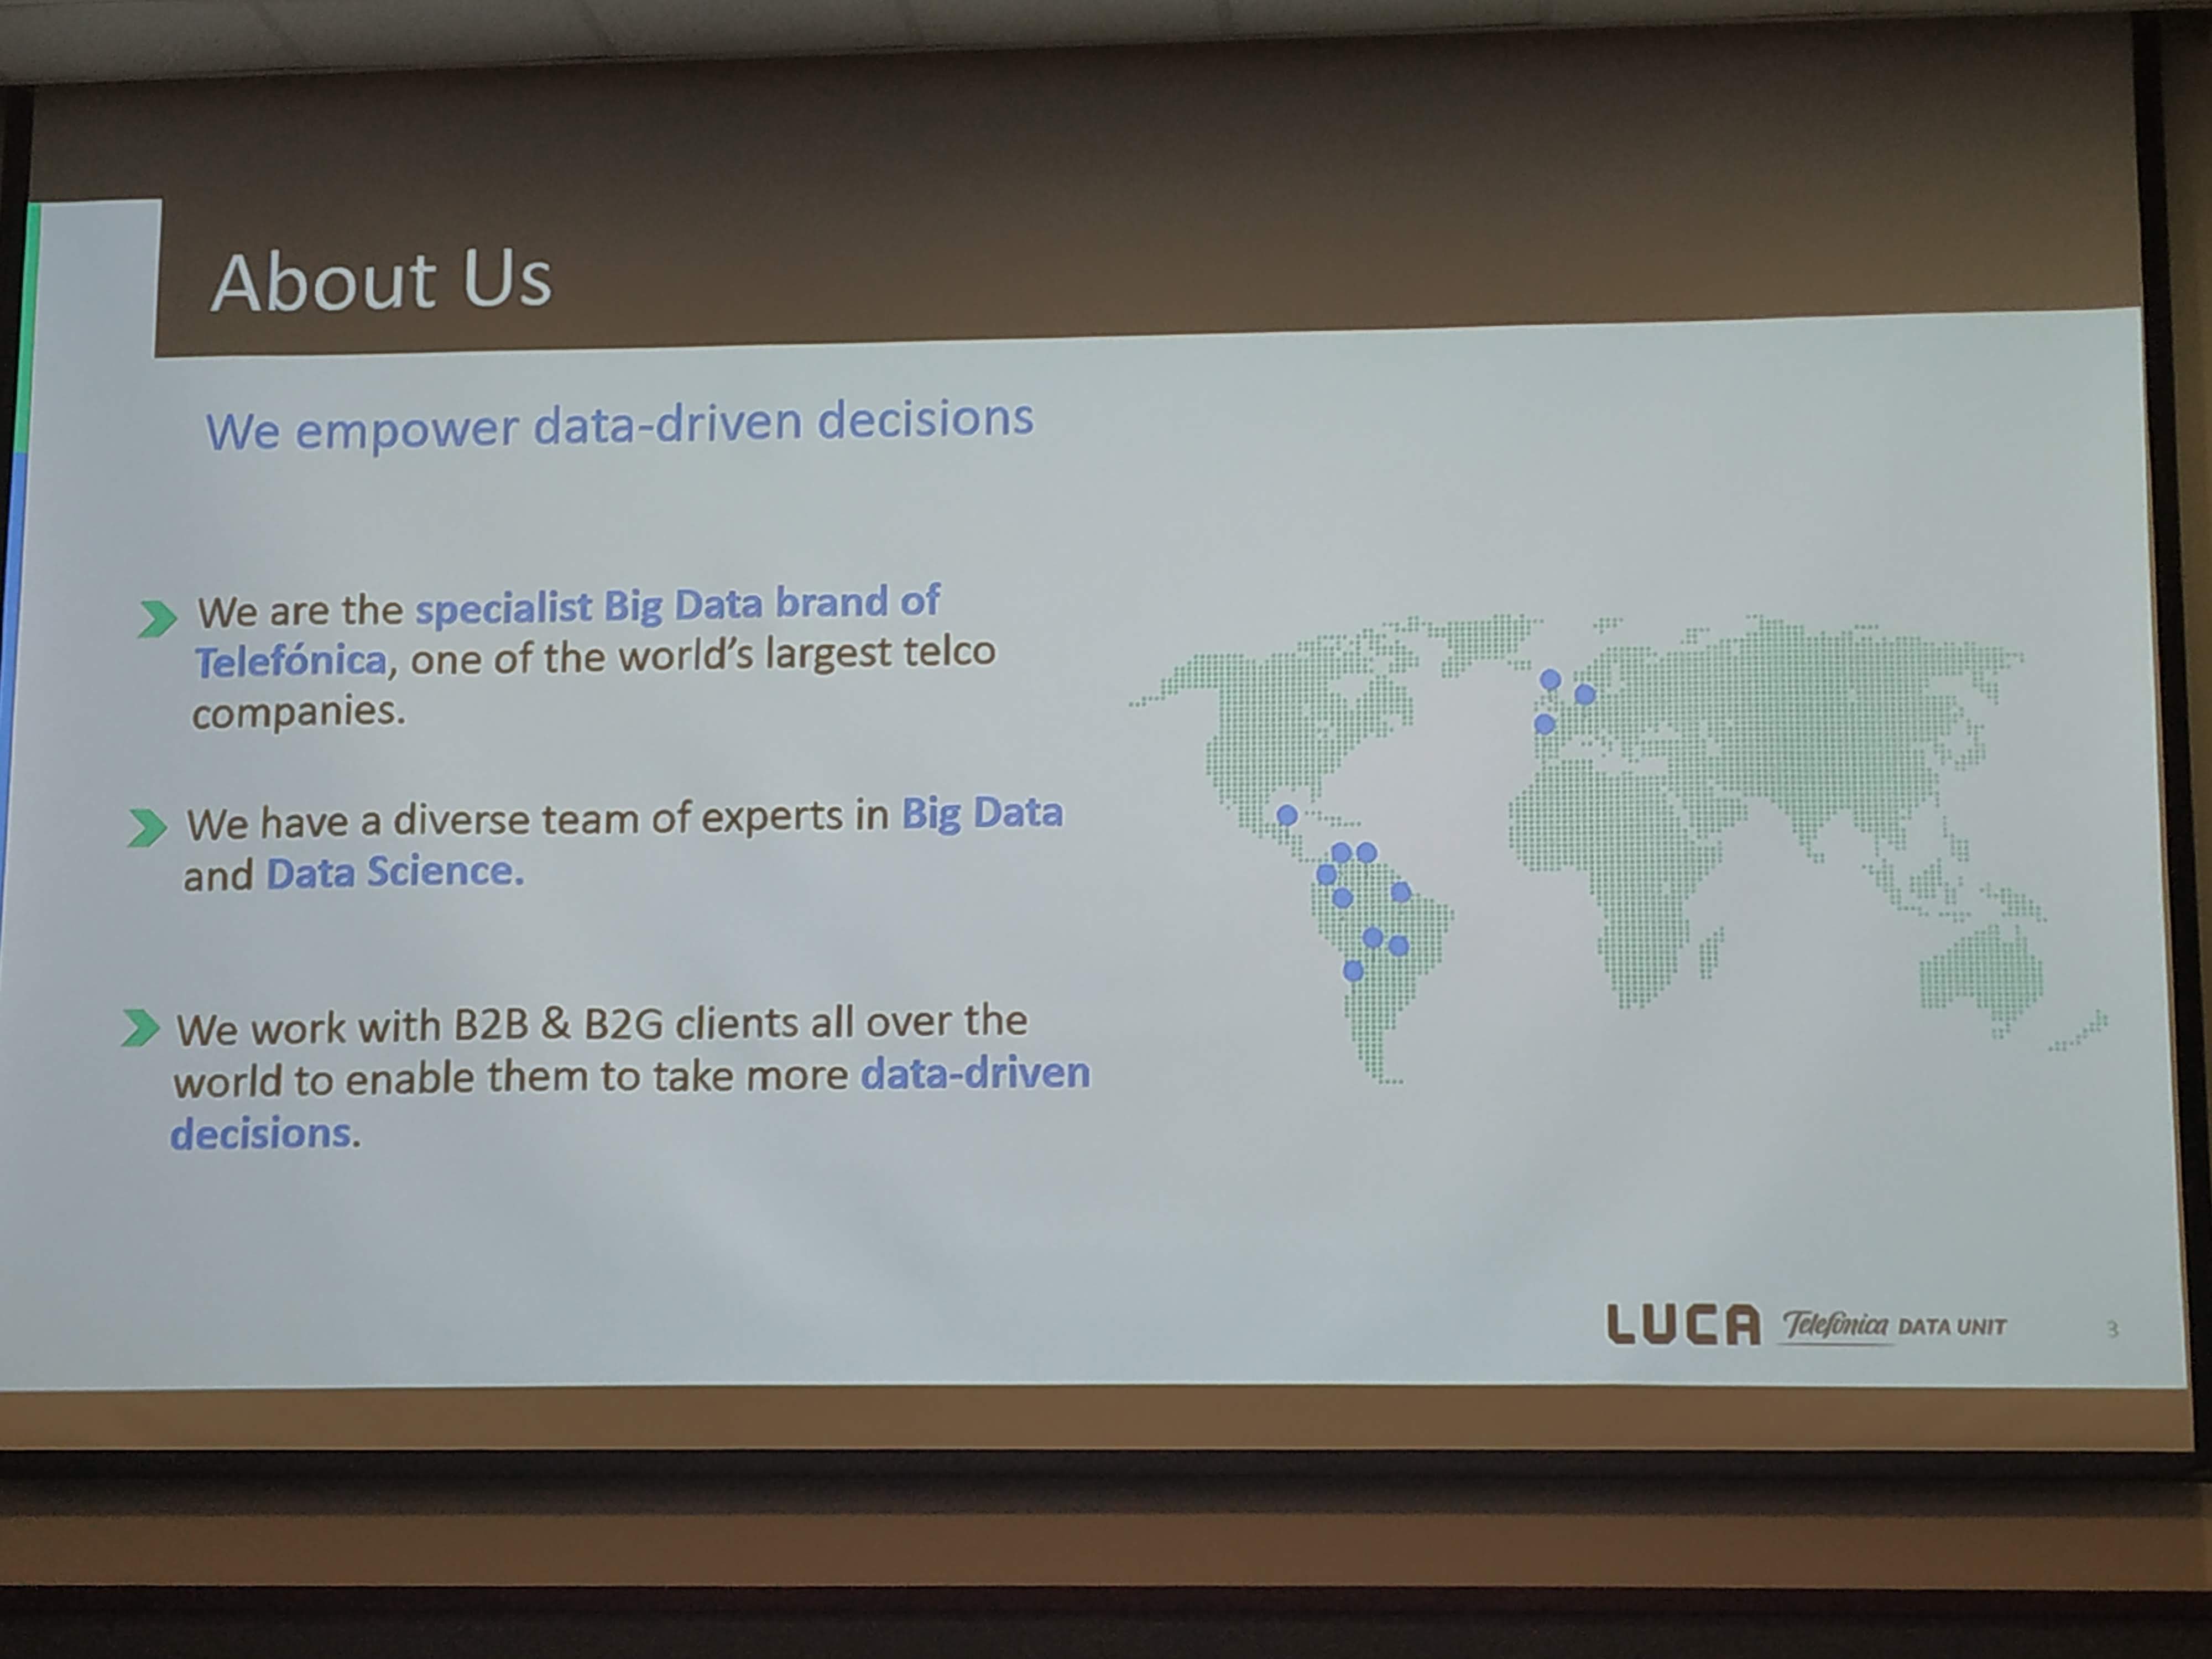 About Us
We empower data-driven decisions
We are the specialist Big Data brand of
Telefónica, one of the world's largest telco
companies.
We have a diverse team of experts in Big Data
and Data Science.
We work with B2B & B2G clients all over the
world to enable them to take more data-driven
decisions.
LUCA Telefónica DATA UNIT 3